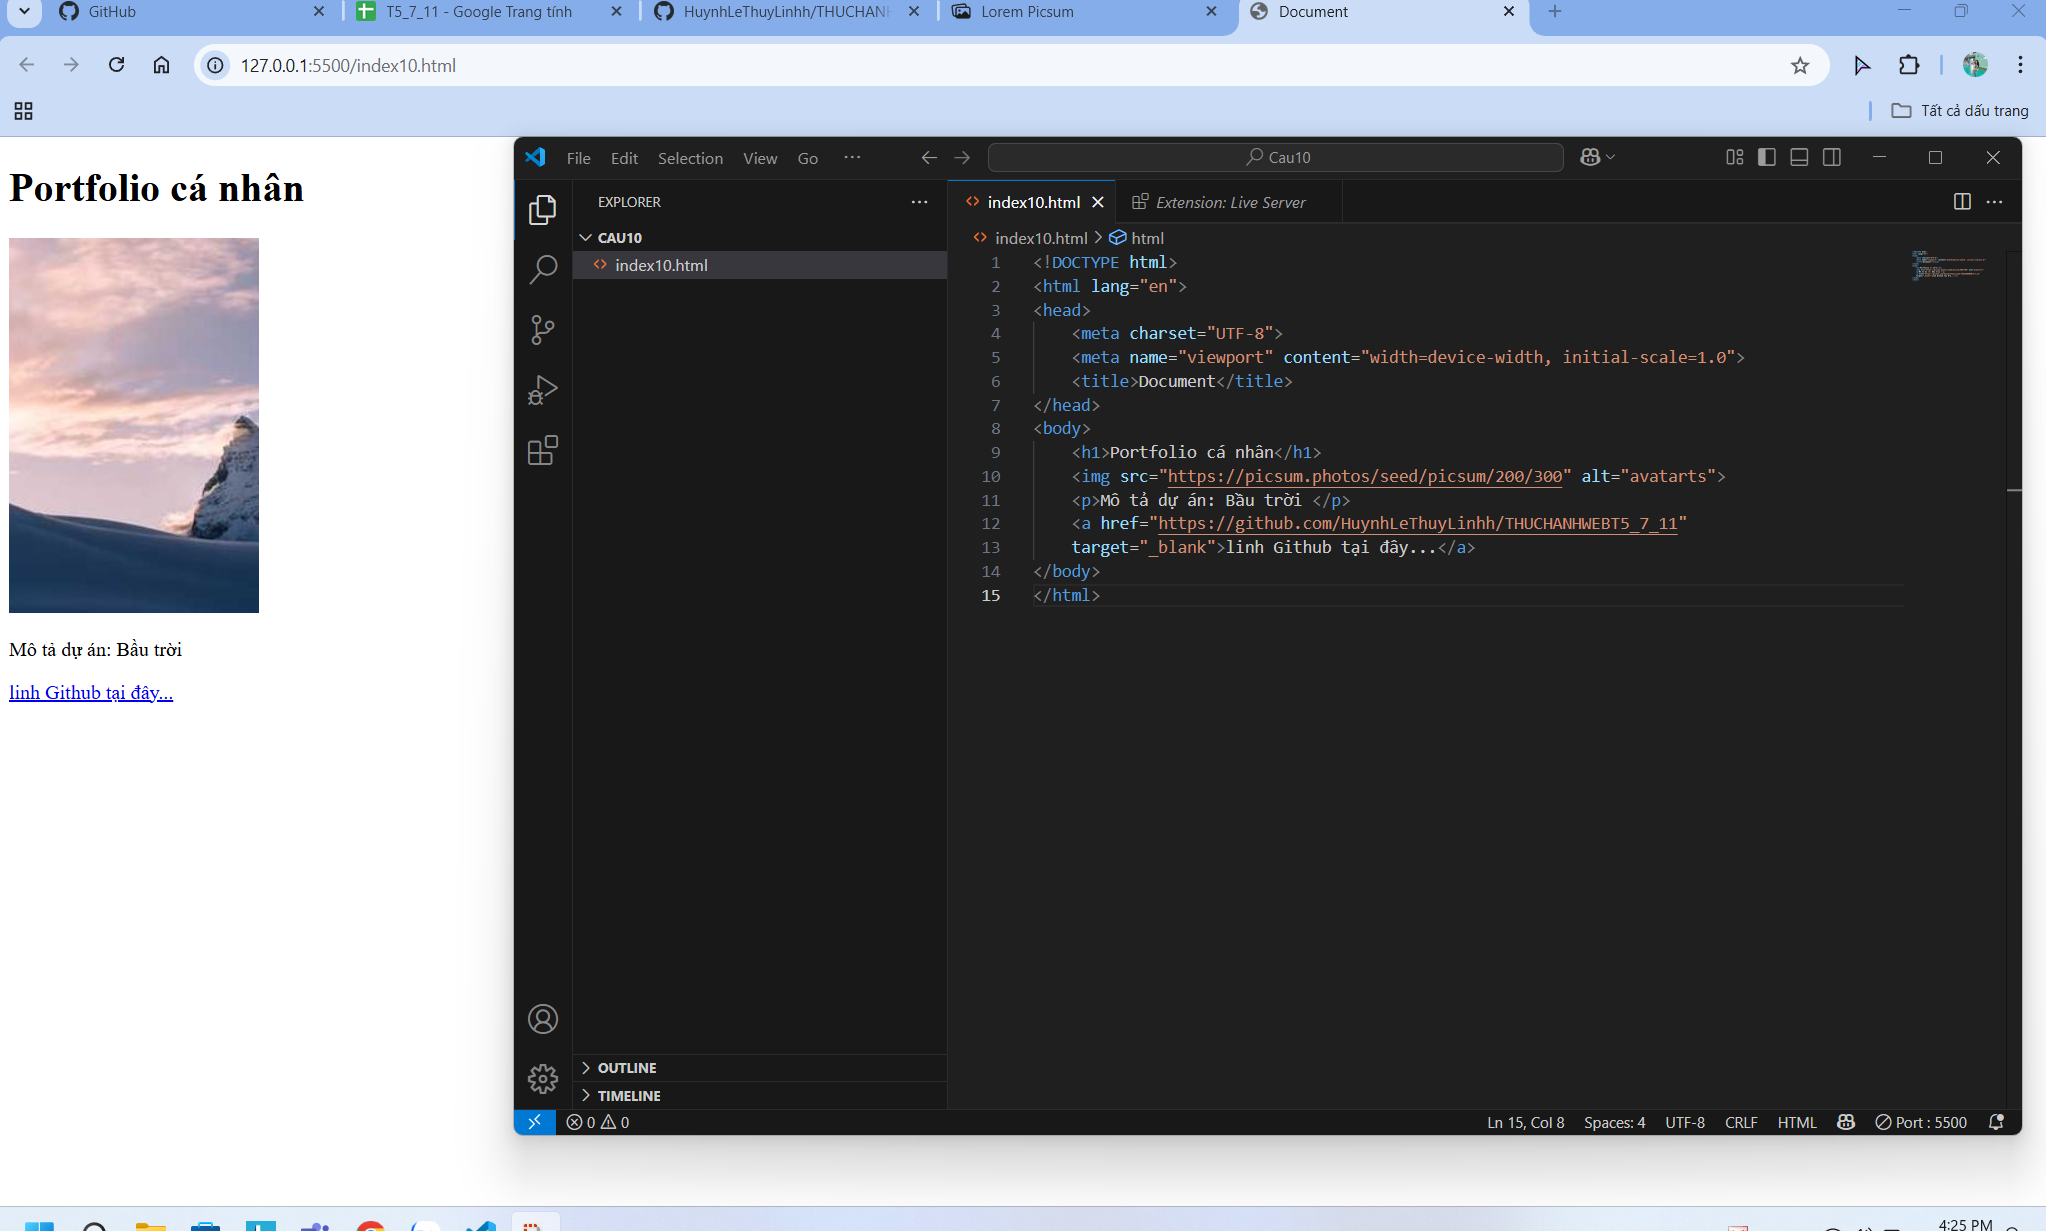 GitHub
T5_7_11 - Google Trang tính
HuynhLeThuyLinhh/THUCHANH
Lorem Picsum
Document
127.0.0.1:5500/index10.html
Tất cả dấu trang
Portfolio cá nhân
Mô tả dự án: Bầu trời
linh Github tại đây...
File Edit Selection View Go ···
Cau10
EXPLORER
CAU10
index10.html
OUTLINE
TIMELINE
index10.html
Extension: Live Server
index10.html > html
1 <!DOCTYPE html>
2 <html lang="en">
3 <head>
4 <meta charset="UTF-8">
5 <meta name="viewport" content="width=device-width, initial-scale=1.0">
6 <title>Document</title>
7 </head>
8 <body>
9 <h1>Portfolio cá nhân</h1>
10 <img src="https://picsum.photos/seed/picsum/200/300" alt="avatarts">
11 <p>Mô tả dự án: Bầu trời </p>
12 <a href="https://github.com/HuynhLeThuyLinhh/THUCHANHWEBT5_7_11"
13 target="_blank">linh Github tại đây...</a>
14 </body>
15 </html>
0 0
Ln 15, Col 8
Spaces: 4
UTF-8
CRLF
HTML
Port : 5500
4:25 PM